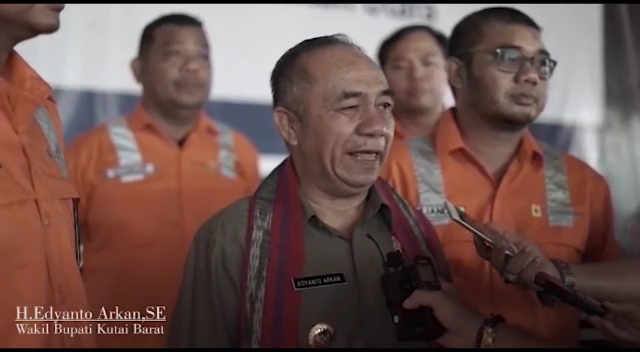 EDYANTO ARKAN
H.Edyanto Arkan,SE
Wakil Bupati Kutai Barat